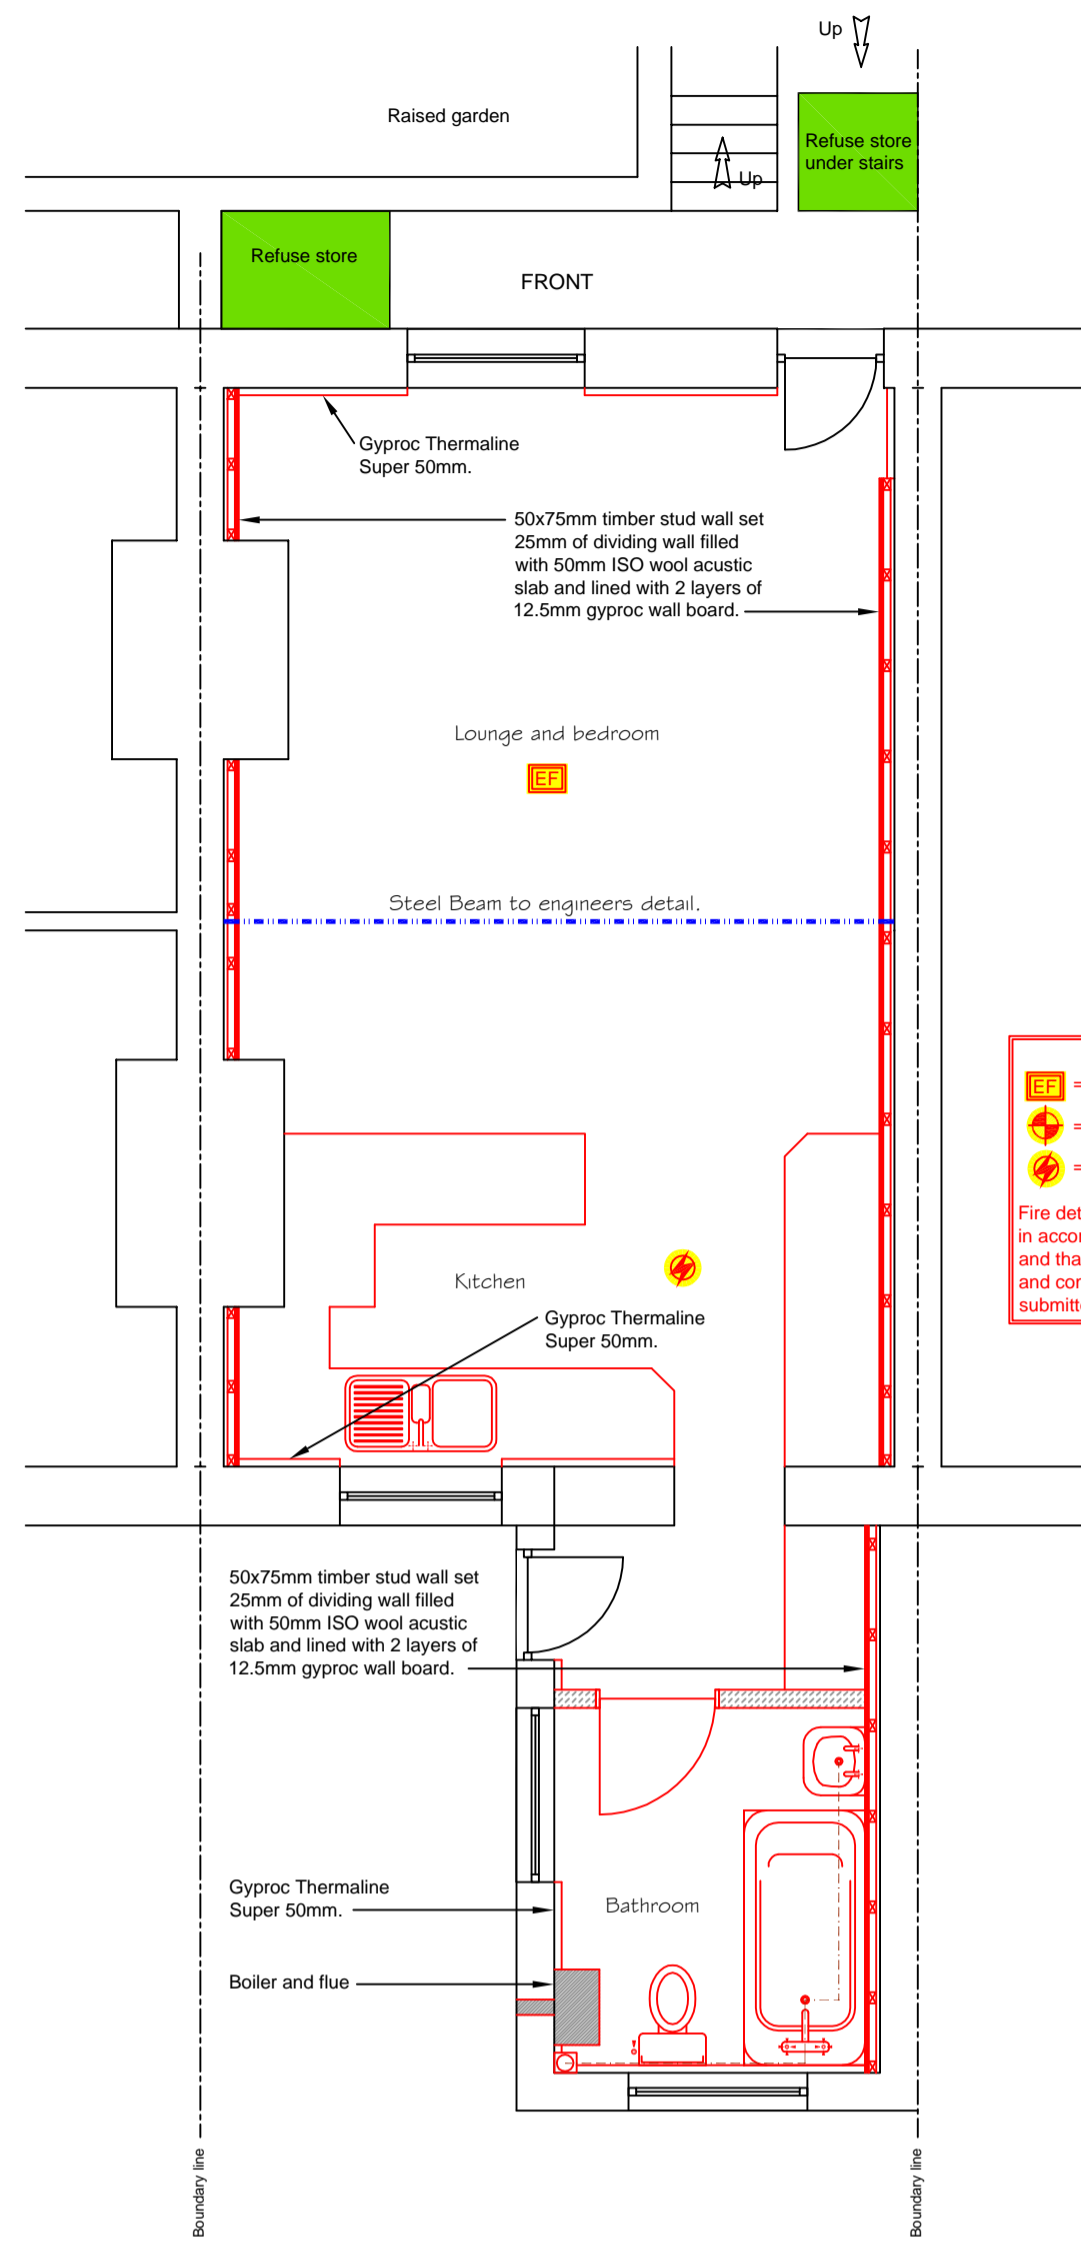 Up
Raised garden
Refuse store
under stairs
Up
Refuse store
FRONT
Gyproc Thermaline
Super 50mm.
50x75mm timber stud wall set
25mm of dividing wall filled
with 50mm ISO wool acustic
slab and lined with 2 layers of
12.5mm gyproc wall board.
Lounge and bedroom
EF
Steel Beam to engineers detail.
EF =
=
=
Fire det
in accor
and tha
and cor
submitt
Kitchen
Gyproc Thermaline
Super 50mm.
50x75mm timber stud wall set
25mm of dividing wall filled
with 50mm ISO wool acustic
slab and lined with 2 layers of
12.5mm gyproc wall board.
Gyproc Thermaline
Super 50mm.
Bathroom
Boiler and flue
Boundary line
Boundary line